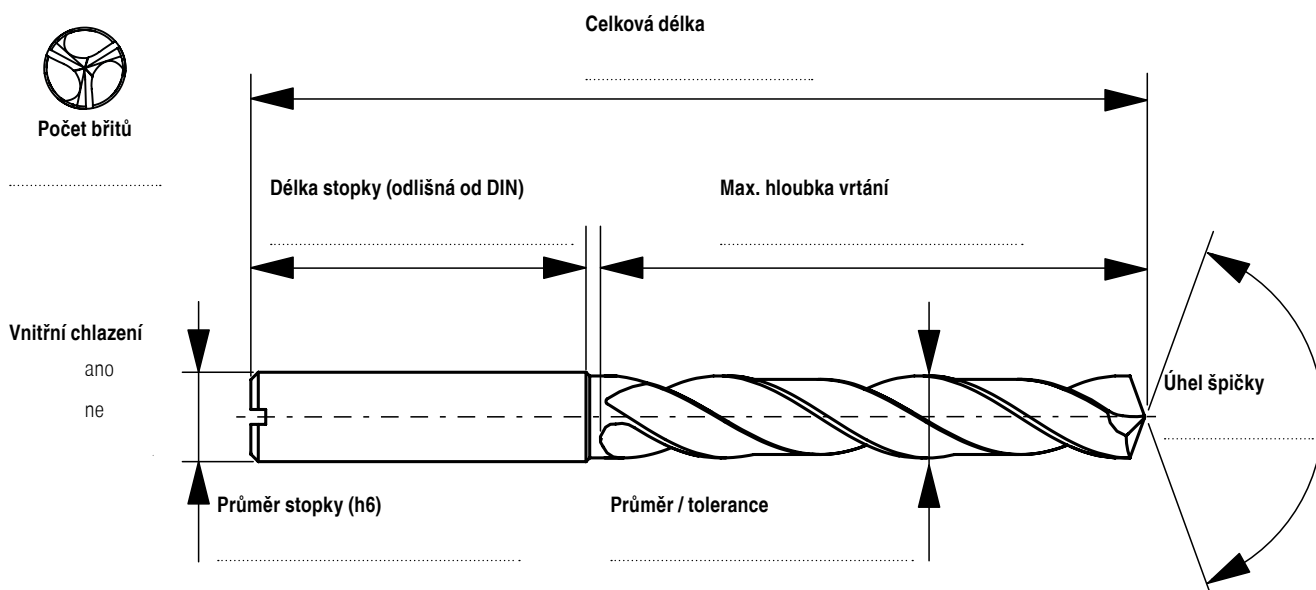 Celková délka
Počet břitů
Délka stopky (odlišná od DIN)
Max. hloubka vrtání
Vnitřní chlazení
ano
ne
Úhel špičky
Průměr stopky (h6)
Průměr / tolerance